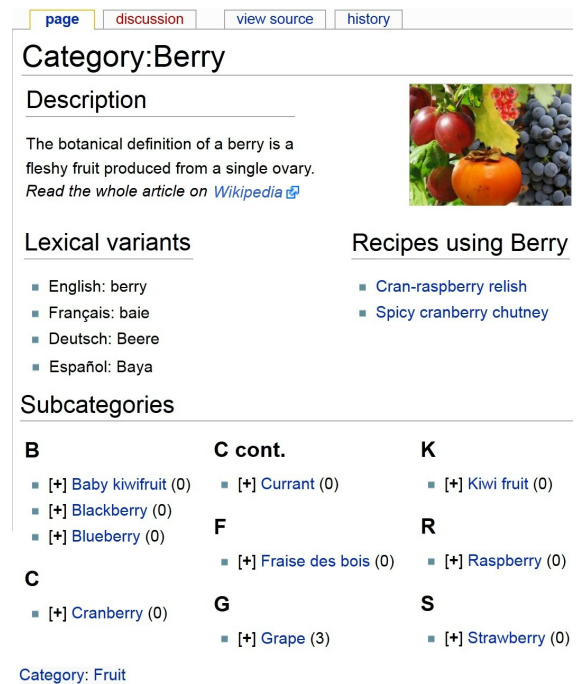 page discussion view source history
Category:Berry
Description
The botanical definition of a berry is a
fleshy fruit produced from a single ovary.
Read the whole article on Wikipedia
Lexical variants
English: berry
Français: baie
Deutsch: Beere
Español: Baya
Recipes using Berry
Cran-raspberry relish
Spicy cranberry chutney
Subcategories
B
[+] Baby kiwifruit (0)
[+] Blackberry (0)
[+] Blueberry (0)
C
[+] Cranberry (0)
C cont.
[+] Currant (0)
F
[+] Fraise des bois (0)
G
[+] Grape (3)
K
[+] Kiwi fruit (0)
R
[+] Raspberry (0)
S
[+] Strawberry (0)
Category: Fruit